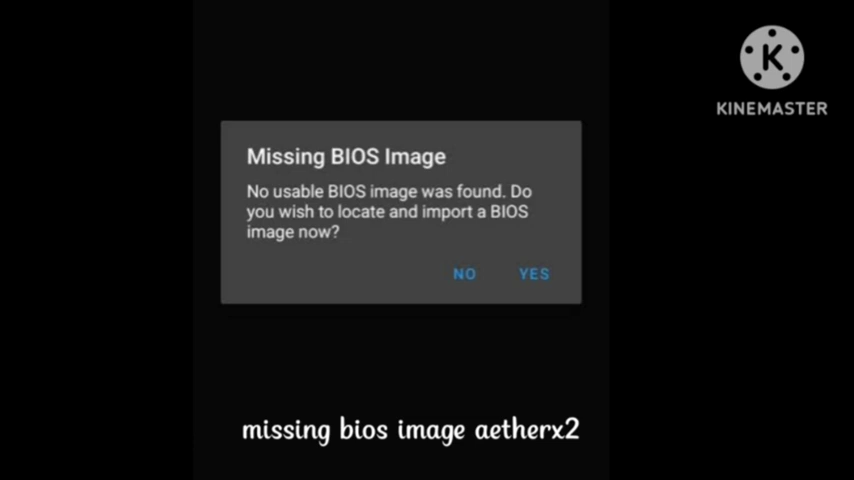 KINEMASTER
Missing BIOS Image
No usable BIOS image was found. Do
you wish to locate and import a BIOS
image now?
NO YES
missing bios image aetherx2